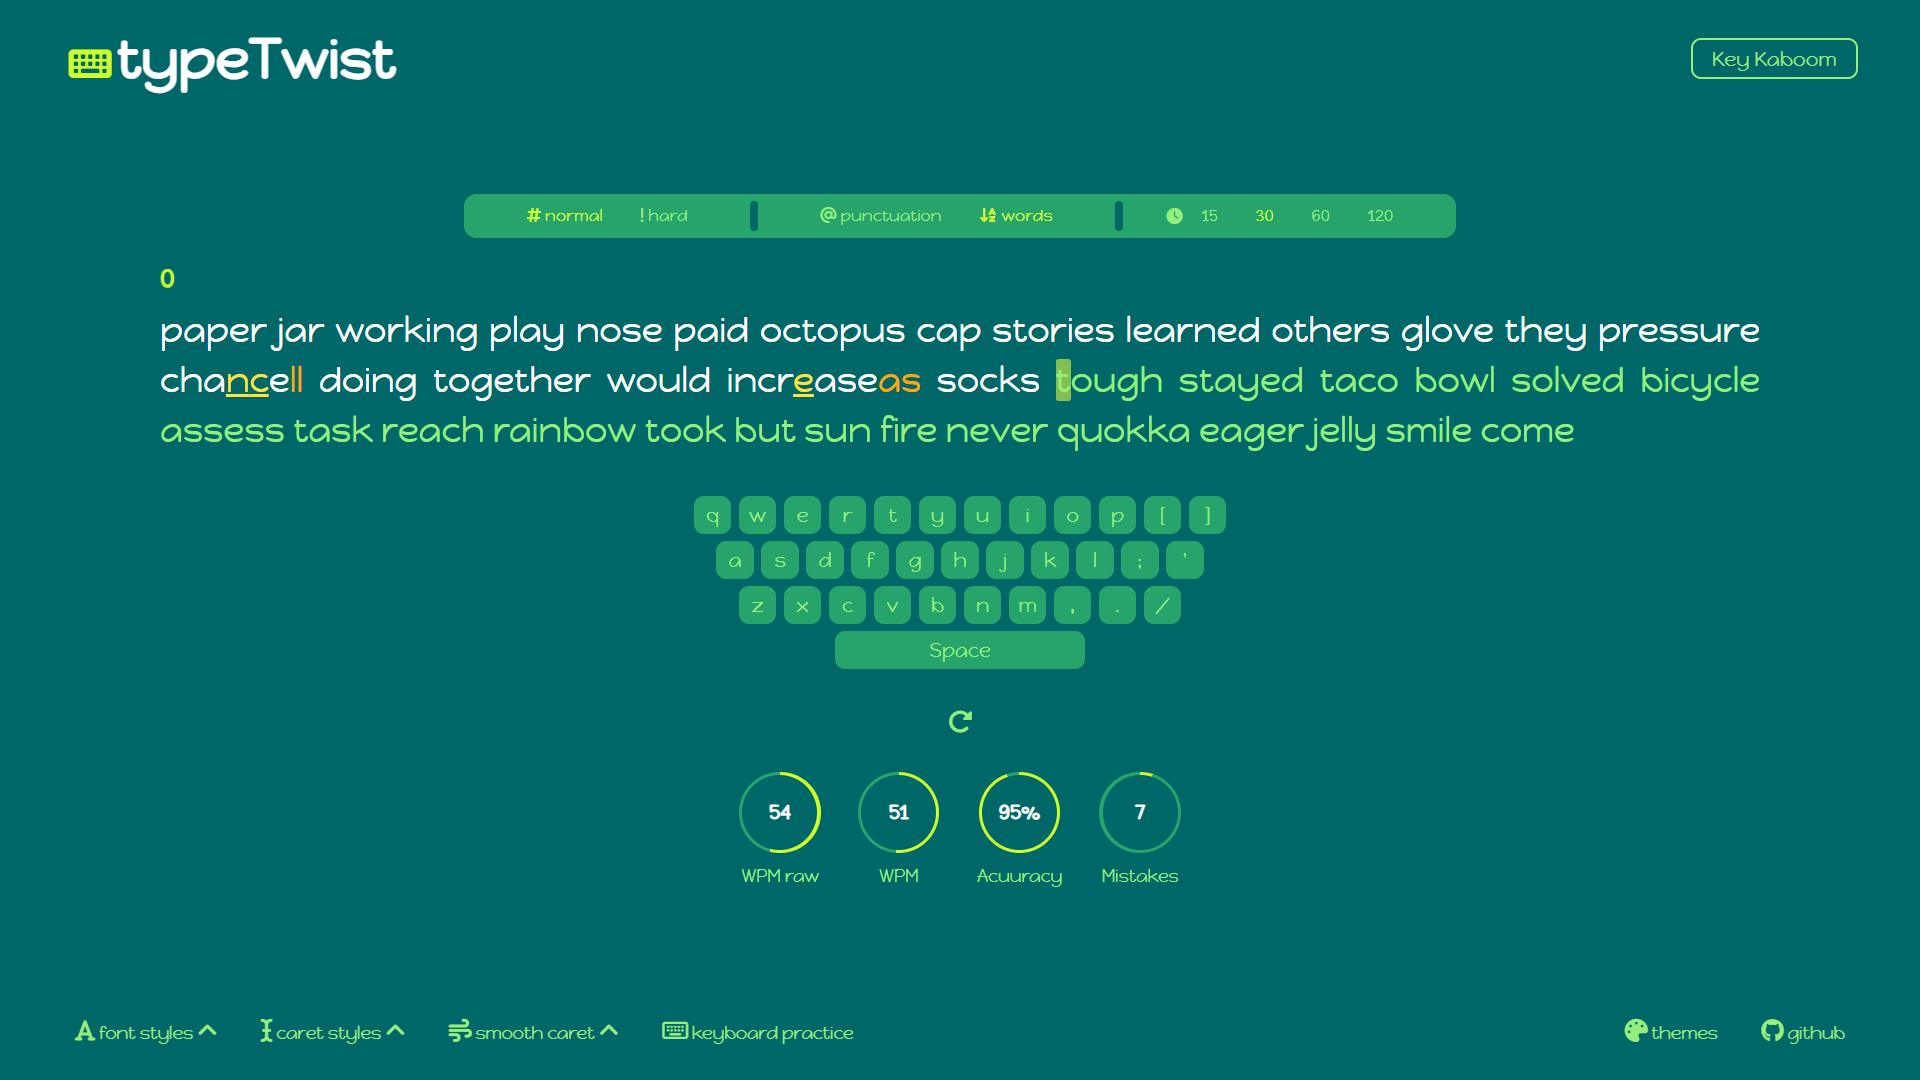 typeTwist
Key Kaboom
# normal ! hard @ punctuation words 15 30 60 120
0
paper jar working play nose paid octopus cap stories learned others glove they pressure
chancell doing together would increaseas socks tough stayed taco bowl solved bicycle
assess task reach rainbow took but sun fire never quokka eager jelly smile come
q w e r t y u i o p [ ]
a s d f g h j k l ; '
z x c v b n m , . /
Space
54 51 95% 7
WPM raw WPM Acuuracy Mistakes
font styles caret styles smooth caret keyboard practice themes github